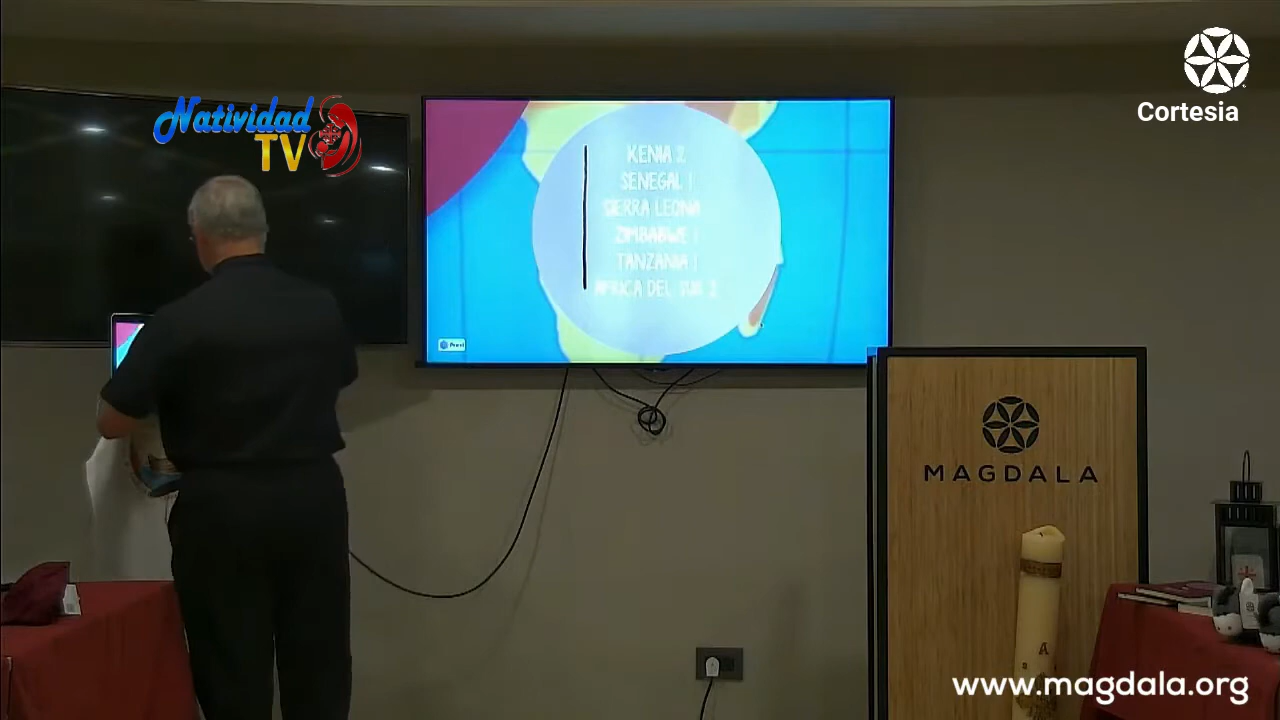 Natividad
TV
Cortesia
KENIA 2
SENEGAL 1
SIERRA LEONA
ZIMBABWE 1
TANZANIA 1
AFRICA DEL SUR 2
Prezi
MAGDALA
A
www.magdala.org